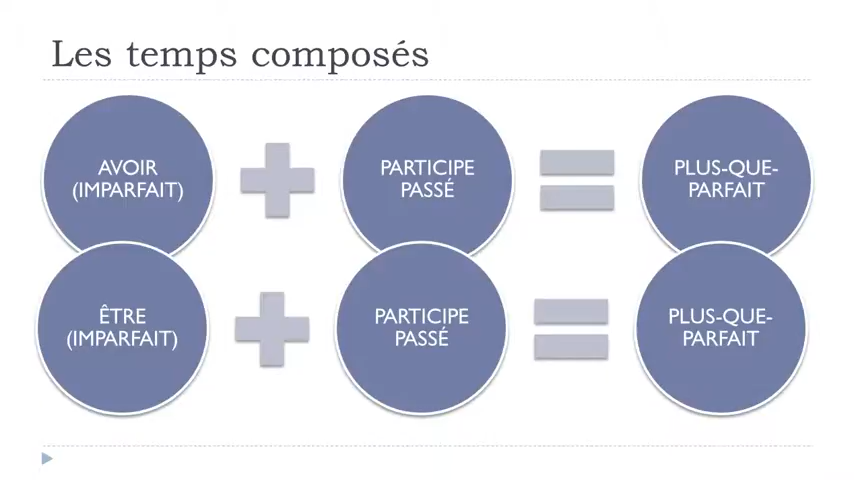 Les temps composés
AVOIR
(IMPARFAIT)
PARTICIPE
PASSÉ
PLUS-QUE-
PARFAIT
ÊTRE
(IMPARFAIT)
PARTICIPE
PASSÉ
PLUS-QUE-
PARFAIT